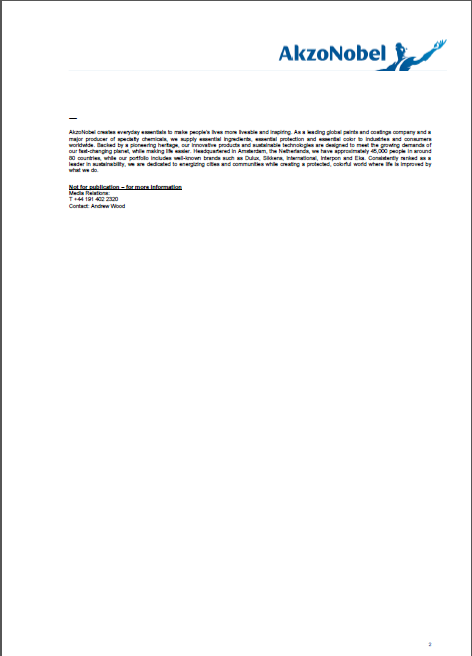 AkzoNobel
—
AkzoNobel creates everyday essentials to make people's lives more liveable and inspiring. As a leading global paints and coatings company and a
major producer of specialty chemicals, we supply essential ingredients, essential protection and essential color to industries and consumers
worldwide. Backed by a pioneering heritage, our innovative products and sustainable technologies are designed to meet the growing demands of
our fast-changing planet, while making life easier. Headquartered in Amsterdam, the Netherlands, we have approximately 45,000 people in around
80 countries, while our portfolio includes well-known brands such as Dulux, Sikkens, International, Interpon and Eka. Consistently ranked as a
leader in sustainability, we are dedicated to energizing cities and communities while creating a protected, colorful world where life is improved by
what we do.
Not for publication – for more information
Media Relations:
T +44 191 402 2320
Contact: Andrew Wood
2